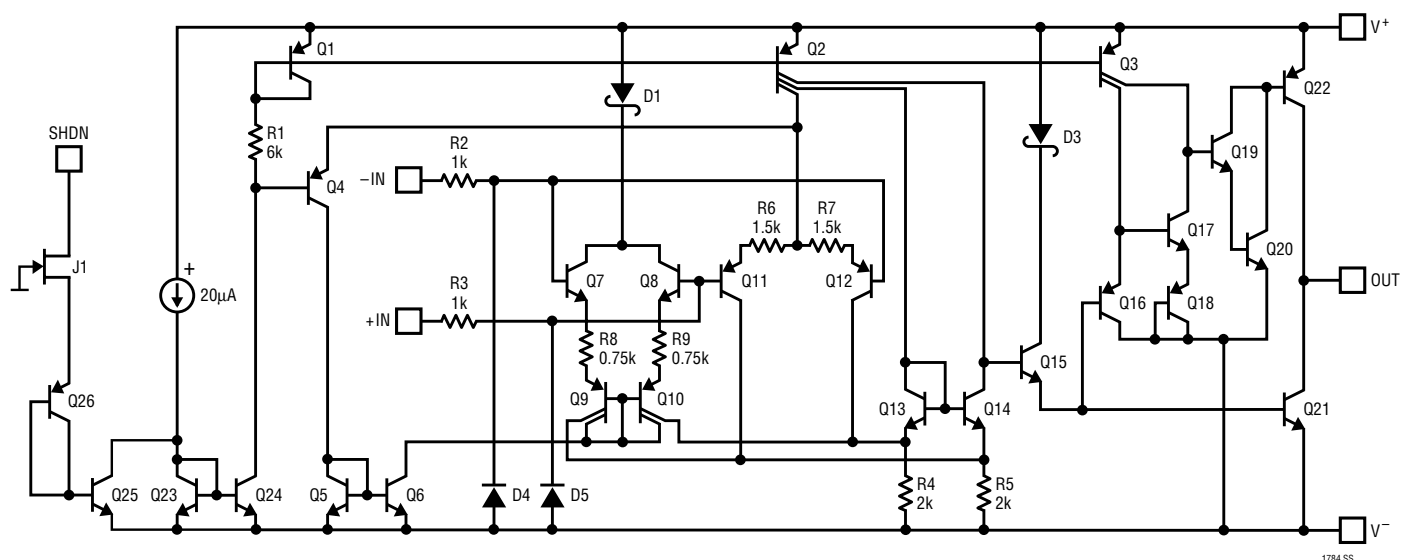 V+
Q1
Q2
Q3
Q22
D1
D3
SHDN
R1
6k
R2
1k
Q19
–IN
Q4
R6
1.5k
R7
1.5k
Q17
Q20
J1
+
20µA
Q7
Q8
Q11
Q12
OUT
R3
1k
Q16
Q18
+IN
R8
0.75k
R9
0.75k
Q15
Q26
Q9
Q10
Q13
Q14
Q21
Q25
Q23
Q24
Q5
Q6
D4
D5
R4
2k
R5
2k
V–
1784 SS